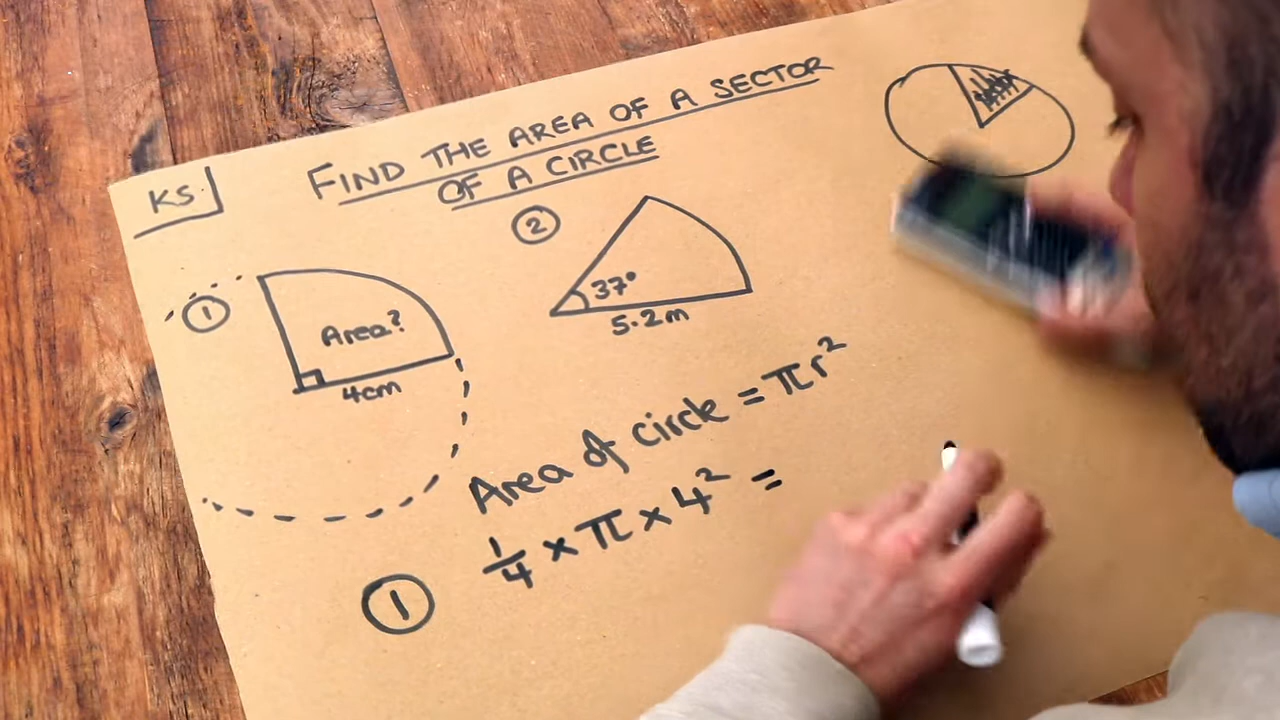 KS
FIND THE AREA OF A SECTOR
OF A CIRCLE
①
Area?
4cm
②
37°
5.2m
Area of circle = πr²
① 1/4 × π × 4² =